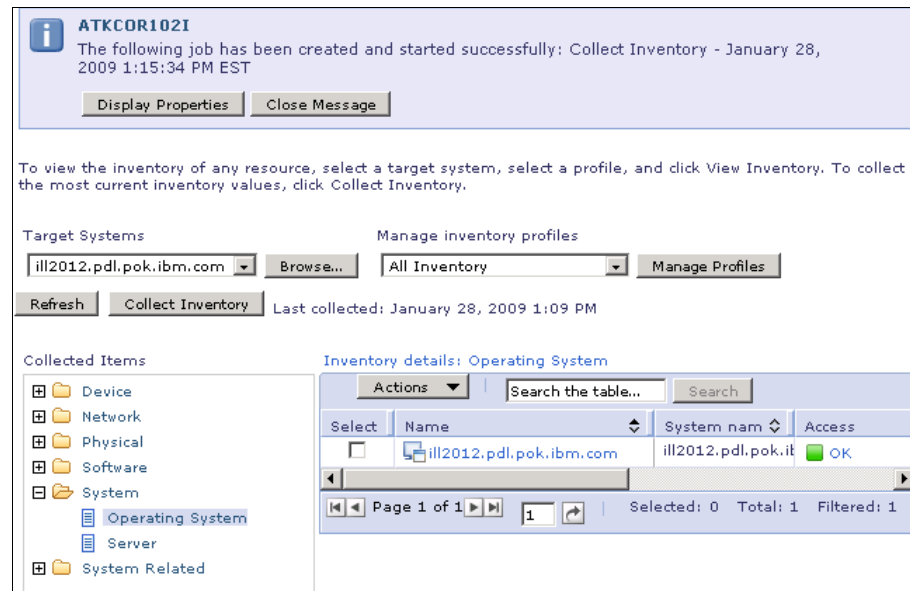 ATKCOR102I
The following job has been created and started successfully: Collect Inventory - January 28,
2009 1:15:34 PM EST
Display Properties Close Message
To view the inventory of any resource, select a target system, select a profile, and click View Inventory. To collect
the most current inventory values, click Collect Inventory.
Target Systems Manage inventory profiles
ill2012.pdl.pok.ibm.com Browse... All Inventory Manage Profiles
Refresh Collect Inventory Last collected: January 28, 2009 1:09 PM
Collected Items Inventory details: Operating System
Device Actions Search the table... Search
Network Select Name System nam Access
Physical ill2012.pdl.pok.ibm.com ill2012.pdl.pok.it OK
Software
System
Operating System Page 1 of 1 1 Selected: 0 Total: 1 Filtered: 1
Server
System Related